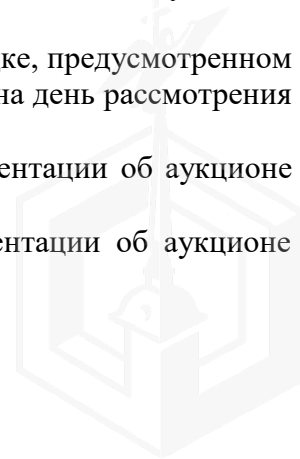 ке, предусмотренном
на день рассмотрения
ентации об аукционе
ентации об аукционе